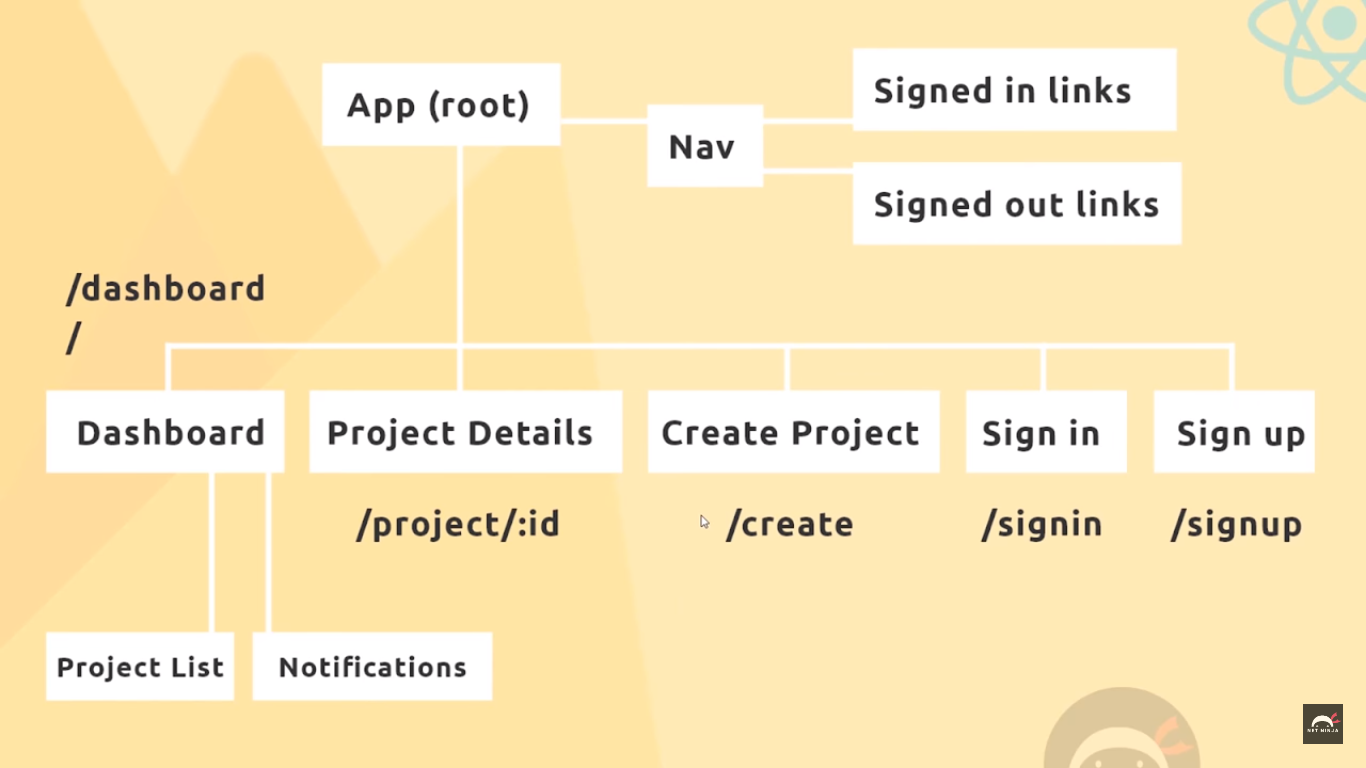 App (root)
Nav
Signed in links
Signed out links
/dashboard
/
Dashboard
Project Details
Create Project
Sign in
Sign up
/project/:id
/create
/signin
/signup
Project List
Notifications
NET NINJA